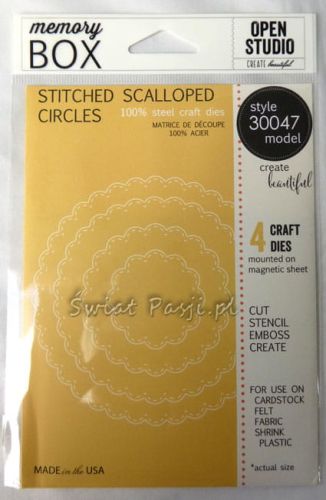 memory
BOX
OPEN
STUDIO
CREATE beautiful
STITCHED SCALLOPED
CIRCLES
100% steel craft dies
MATRICE DE DÉCOUPE
100% ACIER
style
30047
model
create
beautiful
4 CRAFT
DIES
mounted on
magnetic sheet
Świat Pasji.pl
CUT
STENCIL
EMBOSS
CREATE
FOR USE ON
CARDSTOCK
FELT
FABRIC
SHRINK
PLASTIC
MADE in the USA
*actual size